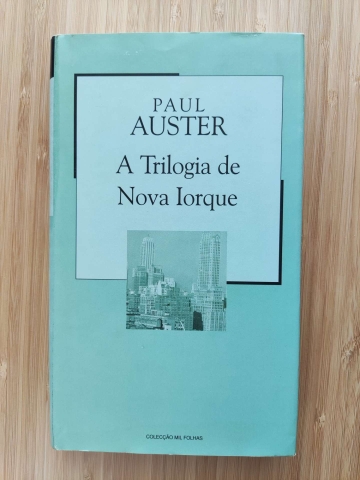 PAUL
AUSTER
A Trilogia de
Nova Iorque
COLECÇÃO MIL FOLHAS